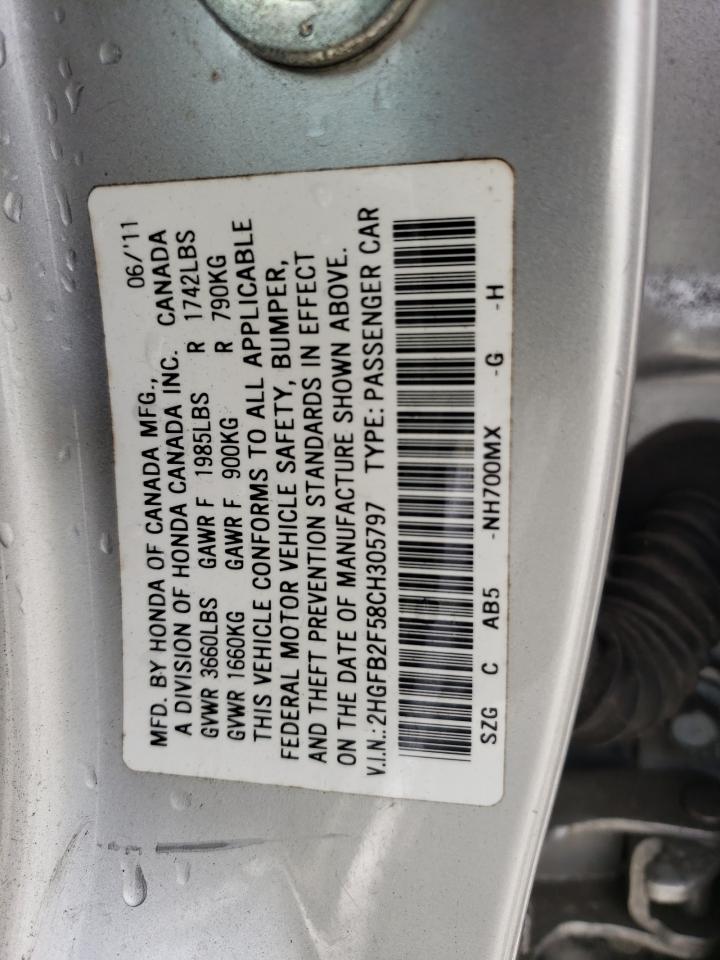 MFD. BY HONDA OF CANADA MFG., 06/'11
A DIVISION OF HONDA CANADA INC. CANADA
GVWR 3660LBS GAWR F 1985LBS R 1742LBS
GVWR 1660KG GAWR F 900KG R 790KG
THIS VEHICLE CONFORMS TO ALL APPLICABLE
FEDERAL MOTOR VEHICLE SAFETY, BUMPER,
AND THEFT PREVENTION STANDARDS IN EFFECT
ON THE DATE OF MANUFACTURE SHOWN ABOVE.
V.I.N.: 2HGFB2F58CH305797 TYPE: PASSENGER CAR
SZG C AB5 -NH700MX -G -H